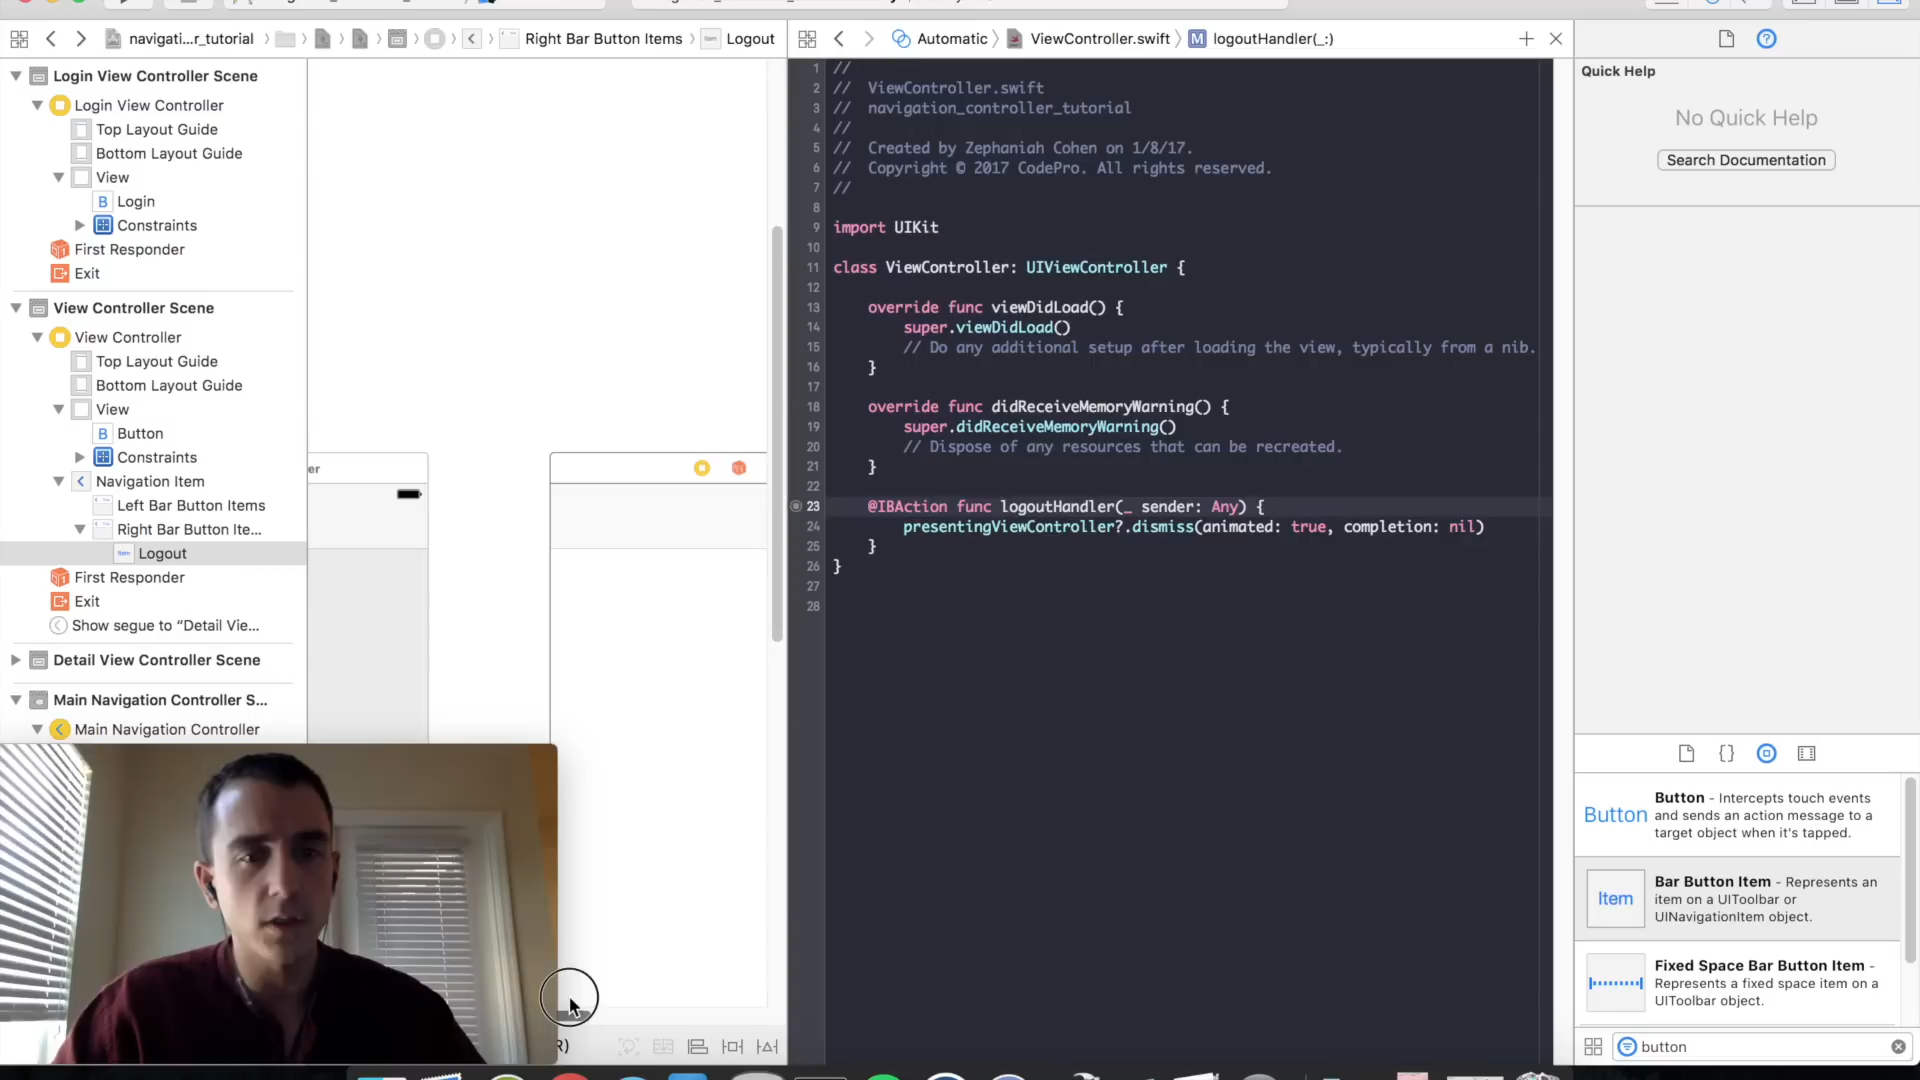 navigati...r_tutorial
Right Bar Button Items
Logout
Automatic
ViewController.swift
M
logoutHandler(_:)
Login View Controller Scene
Login View Controller
Top Layout Guide
Bottom Layout Guide
View
B Login
Constraints
First Responder
Exit
View Controller Scene
View Controller
Top Layout Guide
Bottom Layout Guide
View
B Button
Constraints
Navigation Item
Left Bar Button Items
Right Bar Button Ite...
Logout
First Responder
Exit
Show segue to “Detail Vie...
Detail View Controller Scene
Main Navigation Controller S...
Main Navigation Controller
er
1 //
2 //  ViewController.swift
3 //  navigation_controller_tutorial
4 //
5 //  Created by Zephaniah Cohen on 1/8/17.
6 //  Copyright © 2017 CodePro. All rights reserved.
7 //
8
9 import UIKit
10
11 class ViewController: UIViewController {
12
13     override func viewDidLoad() {
14         super.viewDidLoad()
15         // Do any additional setup after loading the view, typically from a nib.
16     }
17
18     override func didReceiveMemoryWarning() {
19         super.didReceiveMemoryWarning()
20         // Dispose of any resources that can be recreated.
21     }
22
23     @IBAction func logoutHandler(_ sender: Any) {
24         presentingViewController?.dismiss(animated: true, completion: nil)
25     }
26 }
27
28
Quick Help
No Quick Help
Search Documentation
Button
Button - Intercepts touch events
and sends an action message to a
target object when it's tapped.
Item
Bar Button Item - Represents an
item on a UIToolbar or
UINavigationItem object.
Fixed Space Bar Button Item -
Represents a fixed space item on a
UIToolbar object.
button
R)